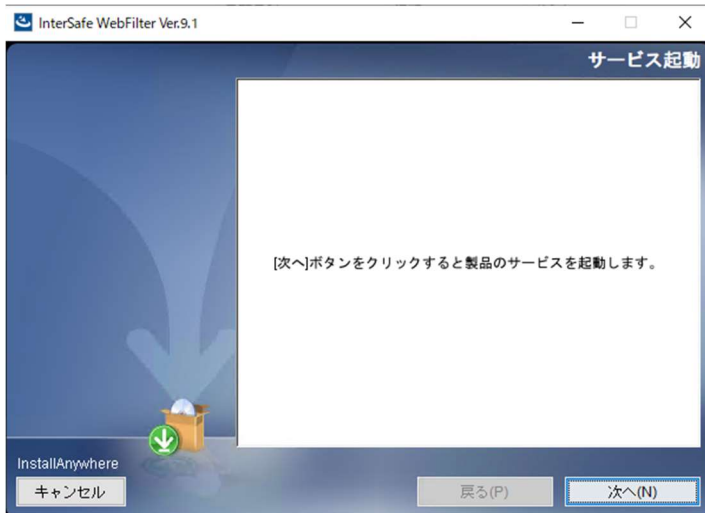 InterSafe WebFilter Ver.9.1
サービス起動
[次へ]ボタンをクリックすると製品のサービスを起動します。
InstallAnywhere
キャンセル
戻る(P)
次へ(N)